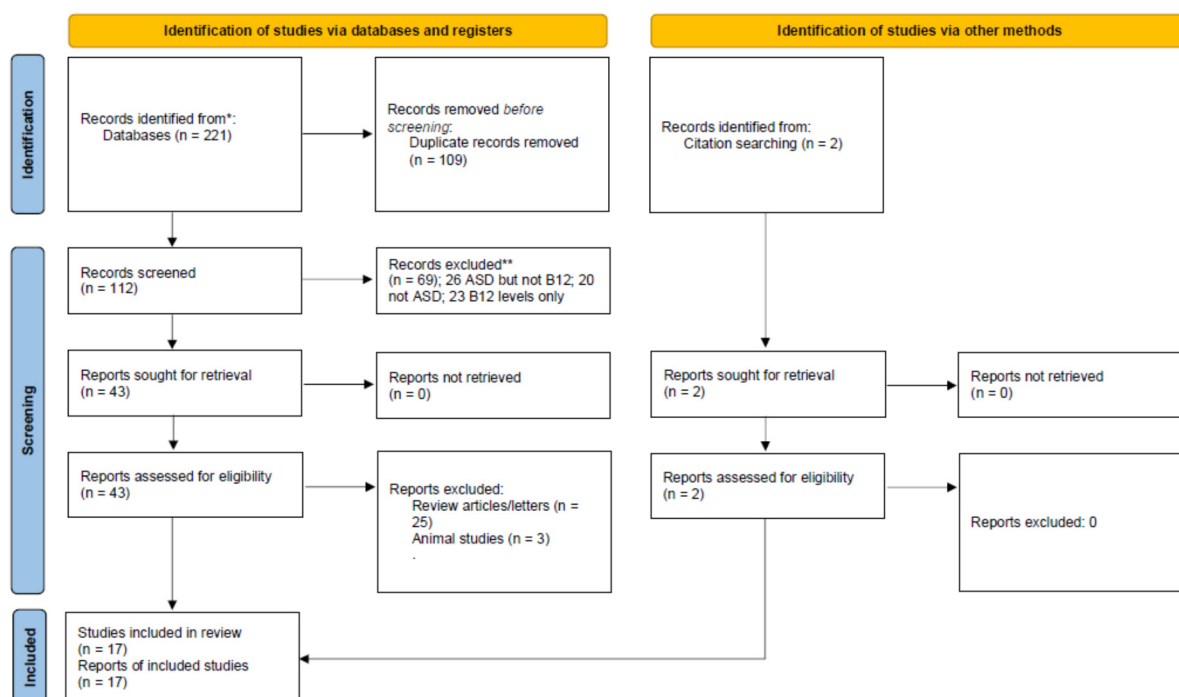 Identification of studies via databases and registers
Identification of studies via other methods
Identification
Records identified from*:
Databases (n = 221)
Records removed before
screening:
Duplicate records removed
(n = 109)
Records identified from:
Citation searching (n = 2)
Screening
Records screened
(n = 112)
Records excluded**
(n = 69); 26 ASD but not B12; 20
not ASD; 23 B12 levels only
Reports sought for retrieval
(n = 43)
Reports not retrieved
(n = 0)
Reports sought for retrieval
(n = 2)
Reports not retrieved
(n = 0)
Reports assessed for eligibility
(n = 43)
Reports excluded:
Review articles/letters (n =
25)
Animal studies (n = 3)
.
Reports assessed for eligibility
(n = 2)
Reports excluded: 0
Included
Studies included in review
(n = 17)
Reports of included studies
(n = 17)